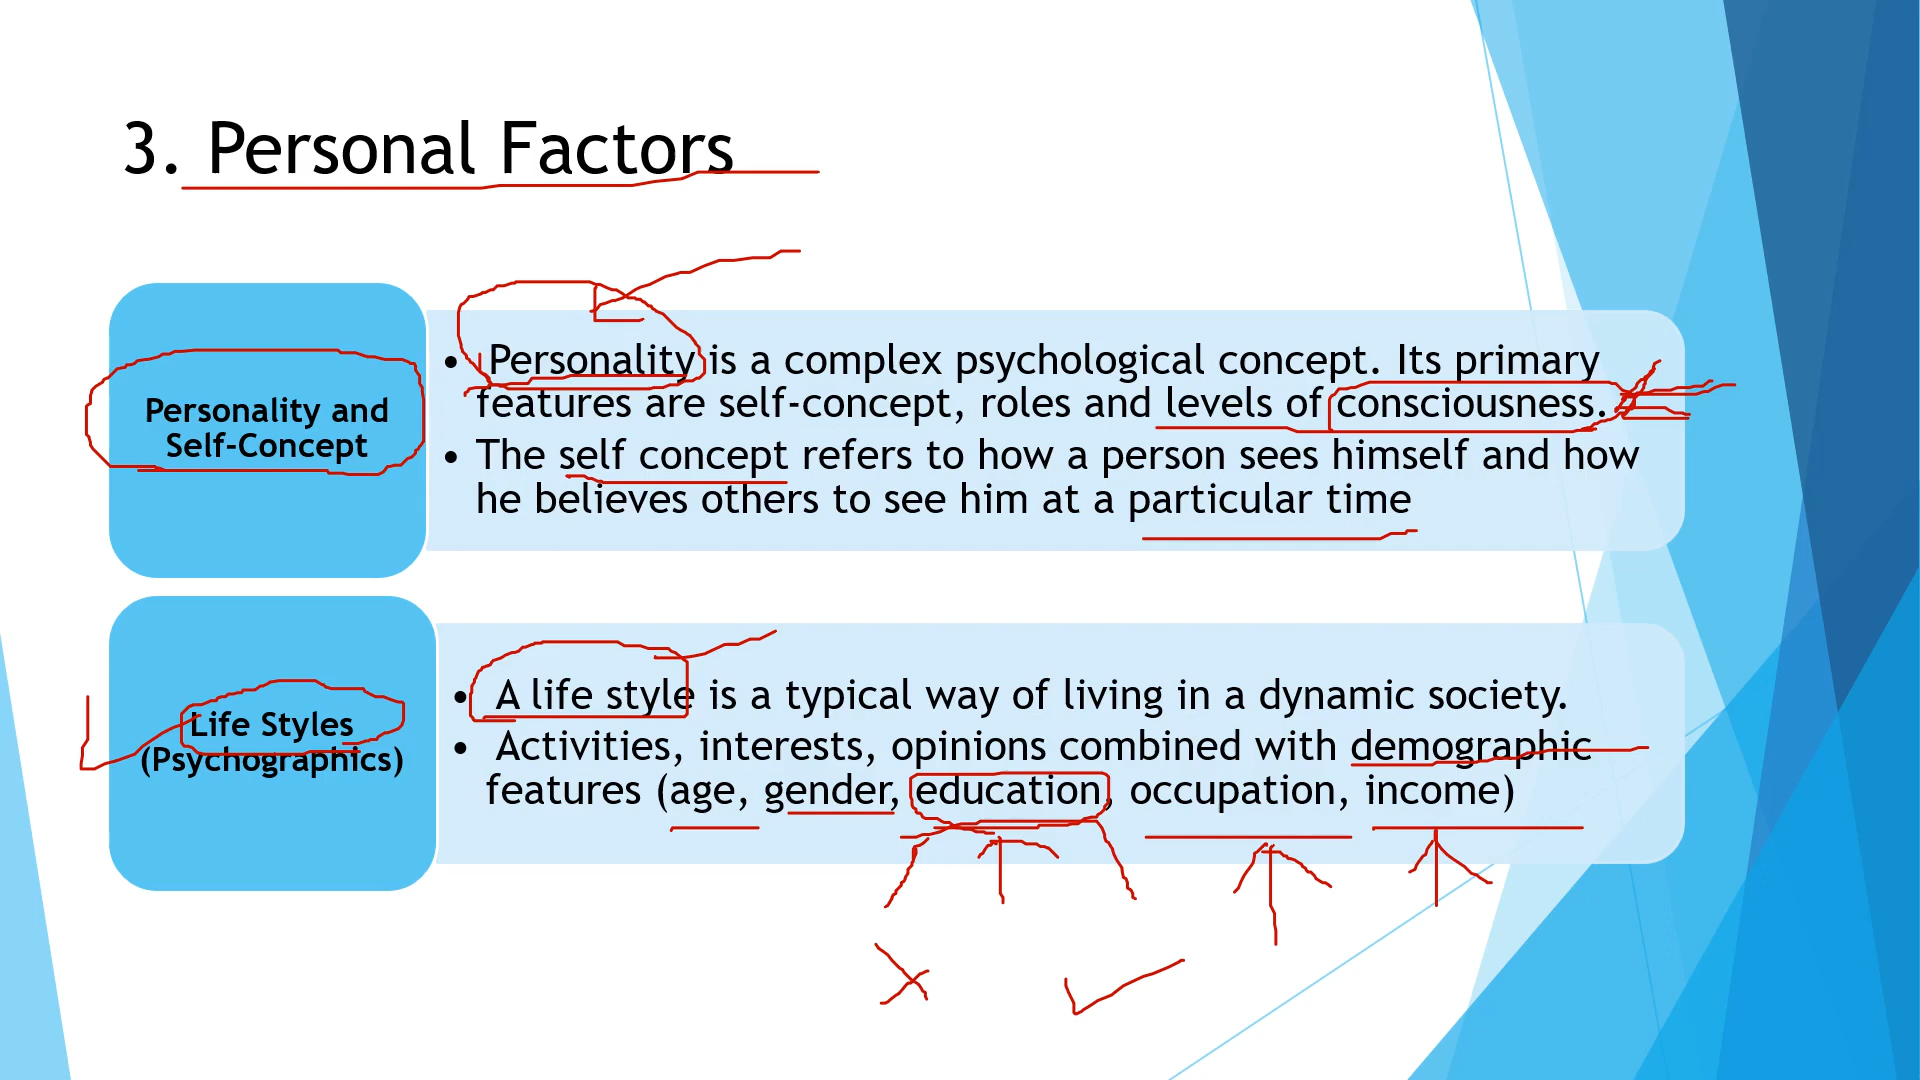 3. Personal Factors
Personality and
Self-Concept
• Personality is a complex psychological concept. Its primary
features are self-concept, roles and levels of consciousness.
• The self concept refers to how a person sees himself and how
he believes others to see him at a particular time
Life Styles
(Psychographics)
• A life style is a typical way of living in a dynamic society.
• Activities, interests, opinions combined with demographic
features (age, gender, education, occupation, income)